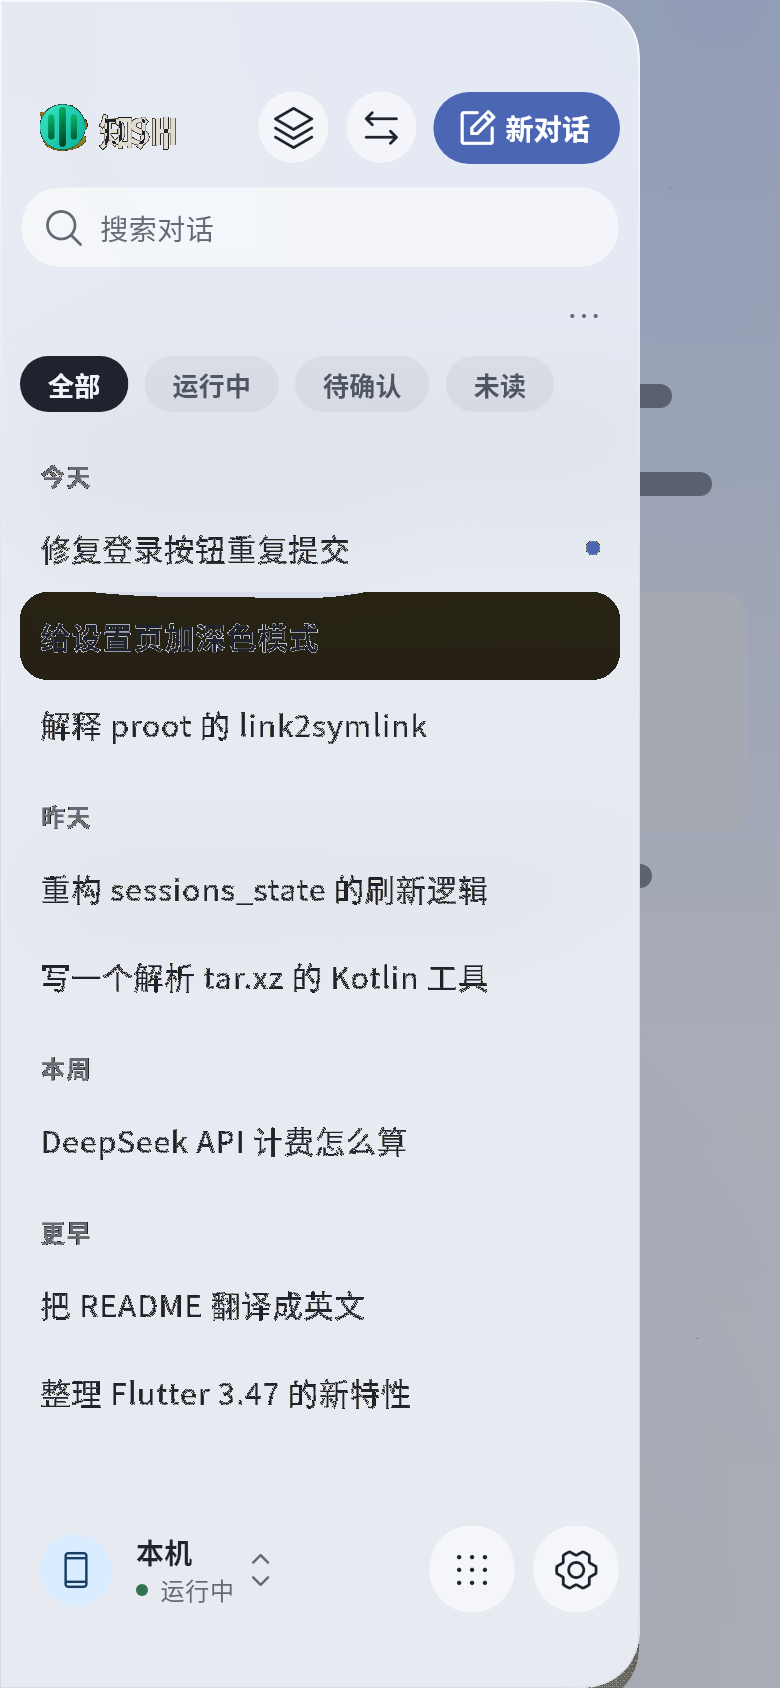 新对话
搜索对话
...
全部 运行中 待确认 未读
今天
修复登录按钮重复提交
给设置页加深色模式
解释 proot 的 link2symlink
昨天
重构 sessions_state 的刷新逻辑
写一个解析 tar.xz 的 Kotlin 工具
本周
DeepSeek API 计费怎么算
更早
把 README 翻译成英文
整理 Flutter 3.47 的新特性
本机
运行中